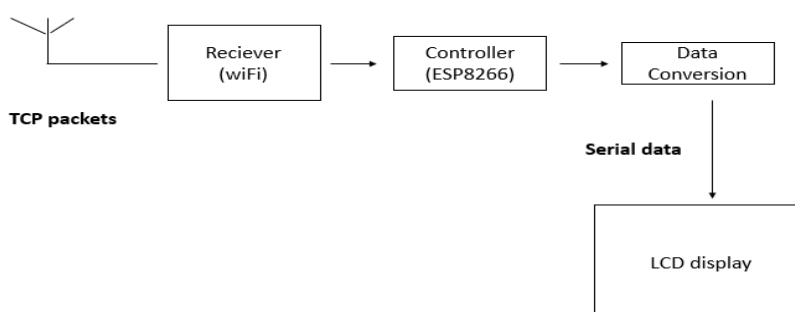 Reciever
(wiFi)
Controller
(ESP8266)
Data
Conversion
TCP packets
Serial data
LCD display